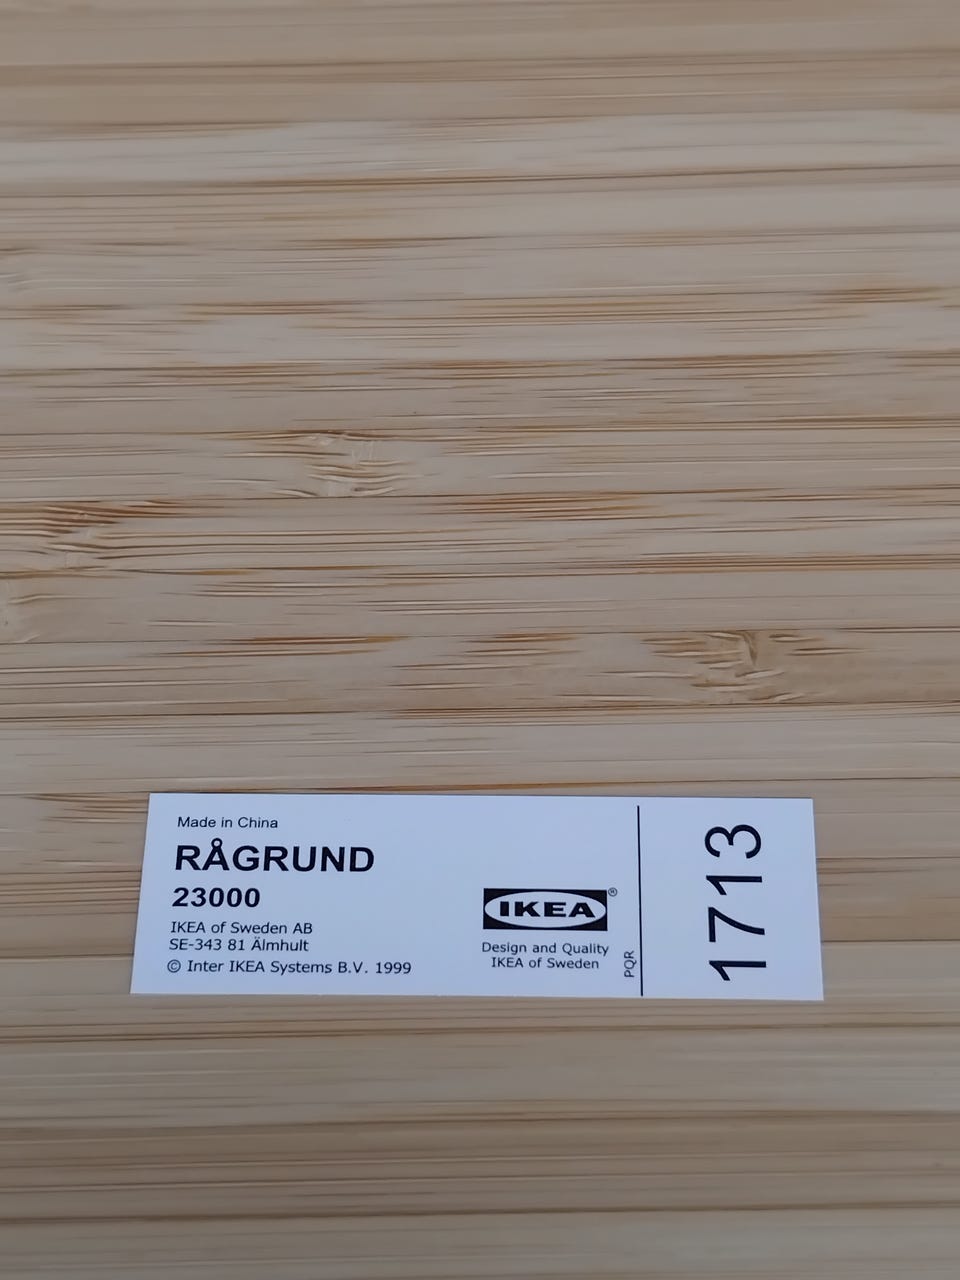 Made in China
RÅGRUND
23000
IKEA of Sweden AB
SE-343 81 Älmhult
© Inter IKEA Systems B.V. 1999
IKEA®
Design and Quality
IKEA of Sweden
PQR
1713